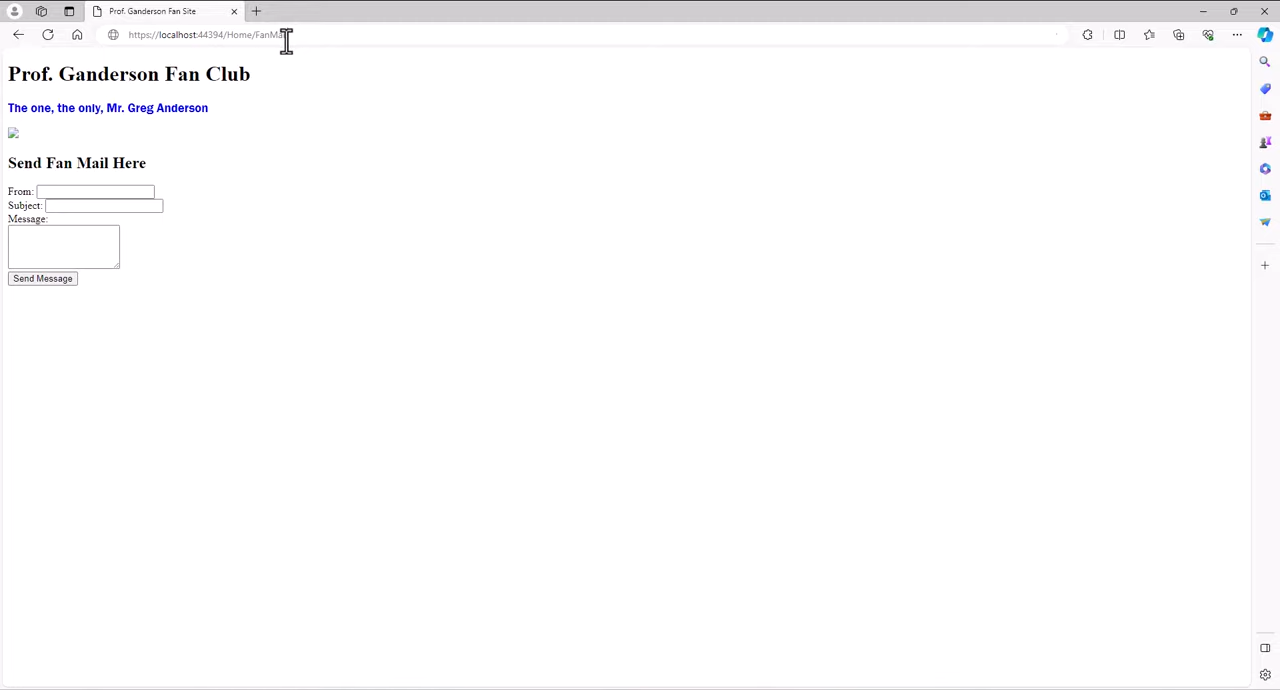 Prof. Ganderson Fan Site
https://localhost:44394/Home/FanMa
Prof. Ganderson Fan Club
The one, the only, Mr. Greg Anderson
Send Fan Mail Here
From:
Subject:
Message:
Send Message